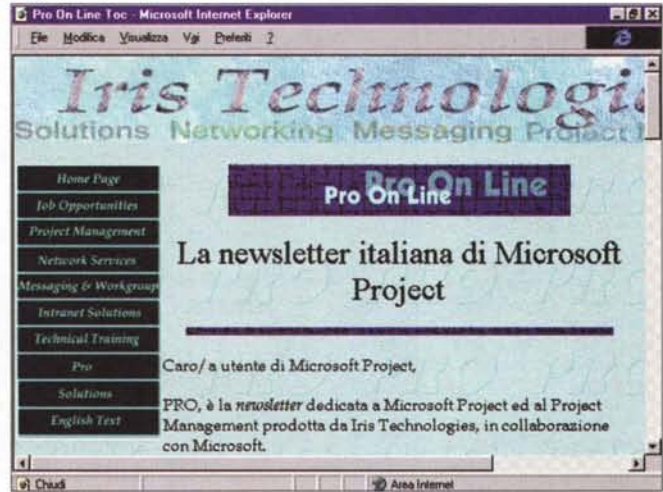 Pro On Line Toc - Microsoft Internet Explorer
File Modifica Visualizza Vai Preferiti ?
Iris Technologi
Solutions Networking Messaging Project
Pro On Line
Pro On Line
Home Page
Job Opportunities
Project Management
Network Services
Messaging & Workgroup
Intranet Solutions
Technical Training
Pro
Solutions
English Text
La newsletter italiana di Microsoft
Project
Caro/a utente di Microsoft Project,
PRO, è la newsletter dedicata a Microsoft Project ed al Project
Management prodotta da Iris Technologies, in collaborazione
con Microsoft.
Chiudi
Area Internet